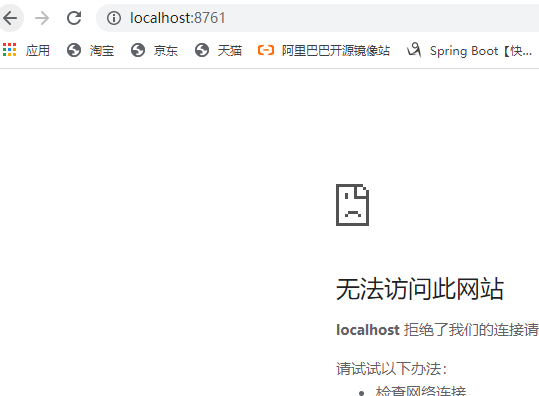 localhost:8761
应用 淘宝 京东 天猫 阿里巴巴开源镜像站 Spring Boot【快...
无法访问此网站
localhost 拒绝了我们的连接请
请试试以下办法：
• 检查网络连接